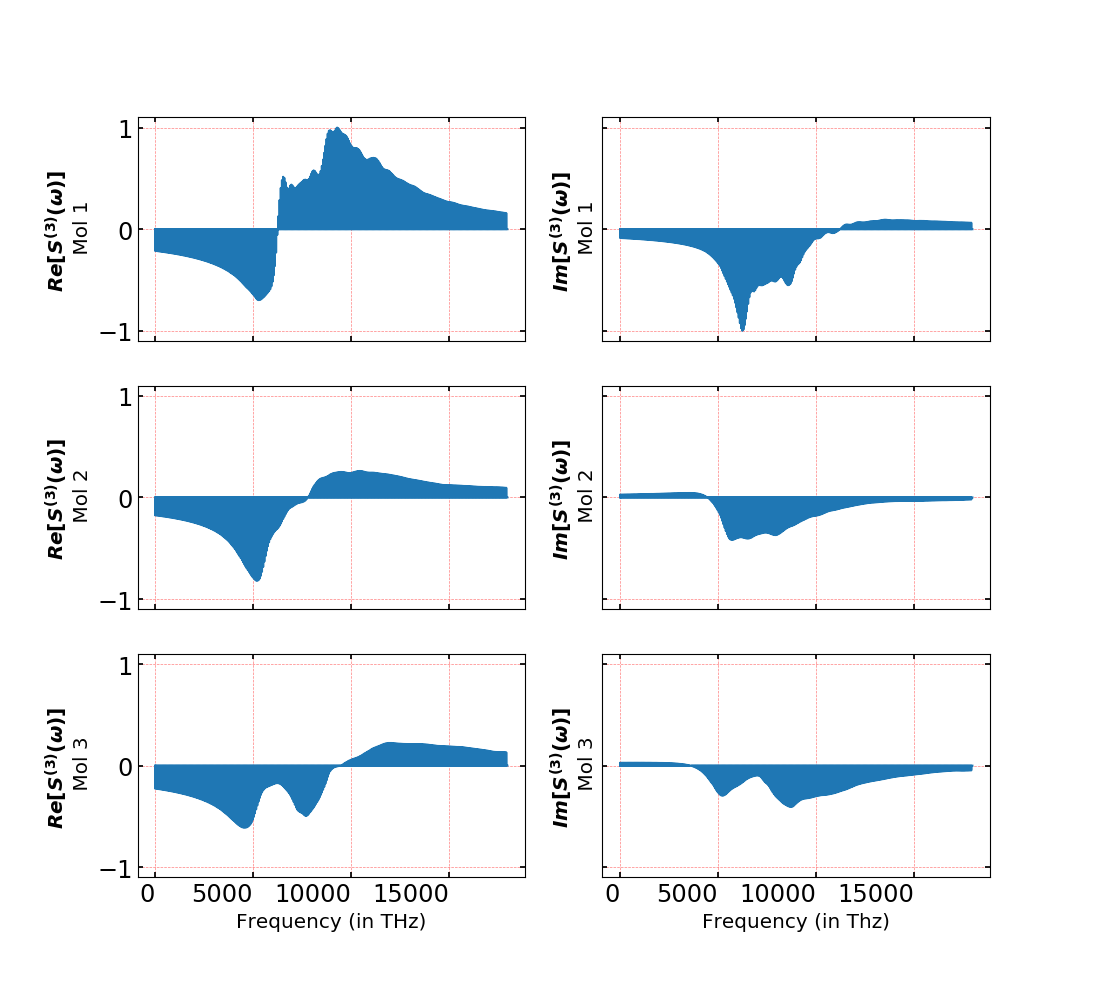 Re[S⁽³⁾(ω)]
Mol 1
1
0
−1
Im[S⁽³⁾(ω)]
Mol 1
Re[S⁽³⁾(ω)]
Mol 2
1
0
−1
Im[S⁽³⁾(ω)]
Mol 2
Re[S⁽³⁾(ω)]
Mol 3
1
0
−1
Im[S⁽³⁾(ω)]
Mol 3
0 5000 10000 15000
0 5000 10000 15000
Frequency (in THz)
Frequency (in Thz)